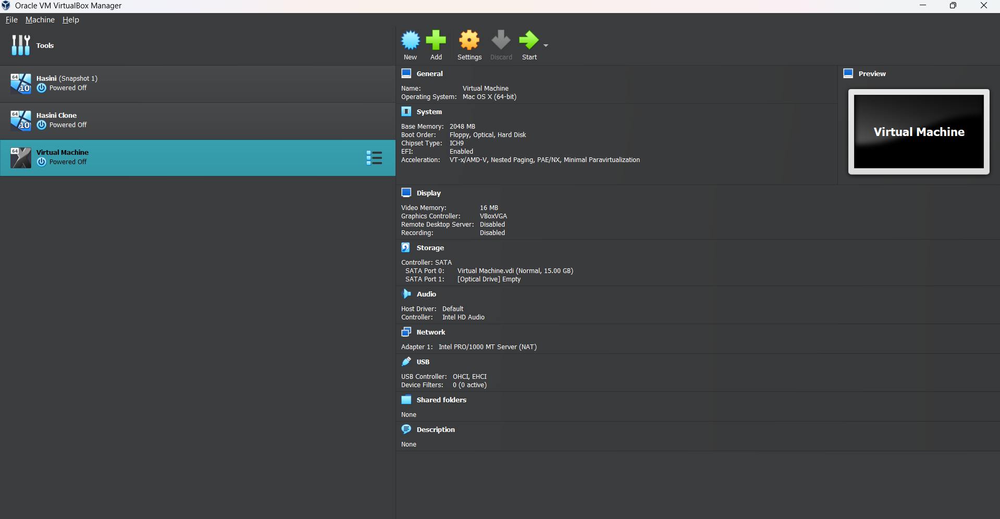 Oracle VM VirtualBox Manager
File Machine Help
Tools
Hasini (Snapshot 1)
Powered Off
Hasini Clone
Powered Off
Virtual Machine
Powered Off
New Add Settings Discard Start
General
Name: Virtual Machine
Operating System: Mac OS X (64-bit)
System
Base Memory: 2048 MB
Boot Order: Floppy, Optical, Hard Disk
Chipset Type: ICH9
EFI: Enabled
Acceleration: VT-x/AMD-V, Nested Paging, PAE/NX, Minimal Paravirtualization
Preview
Virtual Machine
Display
Video Memory: 16 MB
Graphics Controller: VBoxVGA
Remote Desktop Server: Disabled
Recording: Disabled
Storage
Controller: SATA
SATA Port 0: Virtual Machine.vdi (Normal, 15.00 GB)
SATA Port 1: [Optical Drive] Empty
Audio
Host Driver: Default
Controller: Intel HD Audio
Network
Adapter 1: Intel PRO/1000 MT Server (NAT)
USB
USB Controller: OHCI, EHCI
Device Filters: 0 (0 active)
Shared folders
None
Description
None
64
10
64
10
64